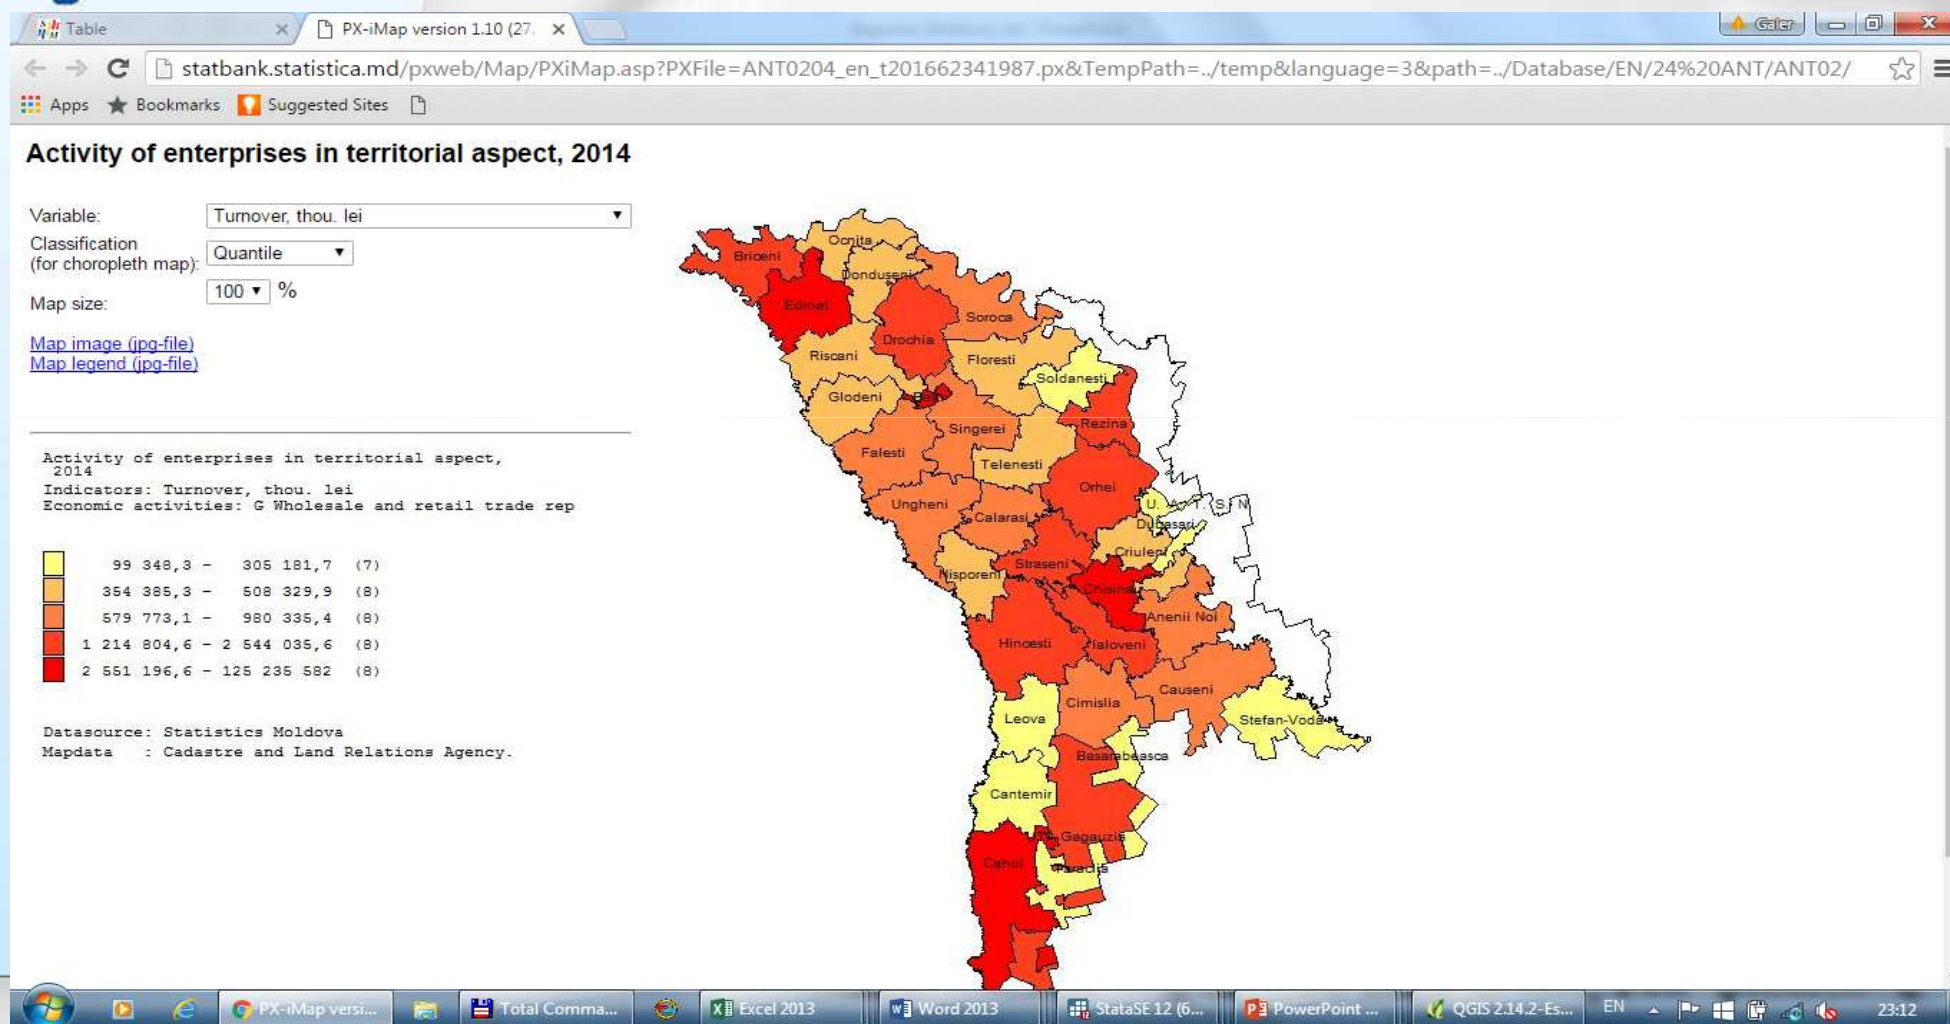 Table
PX-iMap version 1.10 (27.
Galer
statbank.statistica.md/pxweb/Map/PXiMap.asp?PXFile=ANT0204_en_t201662341987.px&TempPath=../temp&language=3&path=../Database/EN/24%20ANT/ANT02/
Apps Bookmarks Suggested Sites
Activity of enterprises in territorial aspect, 2014
Variable: Turnover, thou. lei
Classification
(for choropleth map): Quantile
Map size: 100 %
Map image (jpg-file)
Map legend (jpg-file)
Activity of enterprises in territorial aspect,
2014
Indicators: Turnover, thou. lei
Economic activities: G Wholesale and retail trade rep
99 348,3 - 305 181,7 (7)
354 385,3 - 508 329,9 (8)
579 773,1 - 980 335,4 (8)
1 214 804,6 - 2 544 035,6 (8)
2 551 196,6 - 125 235 582 (8)
Datasource: Statistics Moldova
Mapdata : Cadastre and Land Relations Agency.
Ocnita
Briceni
Donduseni
Edinet
Soroca
Drochia
Riscani
Floresti
Soldanesti
Glodeni
Rezina
Singerei
Falesti
Telenesti
Orhei
Ungheni
Calarasi
U. A. T. S. N
Dubasari
Criuleni
Straseni
Nisporeni
Anenii Noi
Hincesti
Ialoveni
Causeni
Cimislia
Leova
Stefan-Voda
Basarabeasca
Cantemir
Gagauzia
Cahul
Taraclia
PX-iMap versi...
Total Comma...
Excel 2013
Word 2013
StataSE 12 (6...
PowerPoint ...
QGIS 2.14.2-Es...
EN
23:12